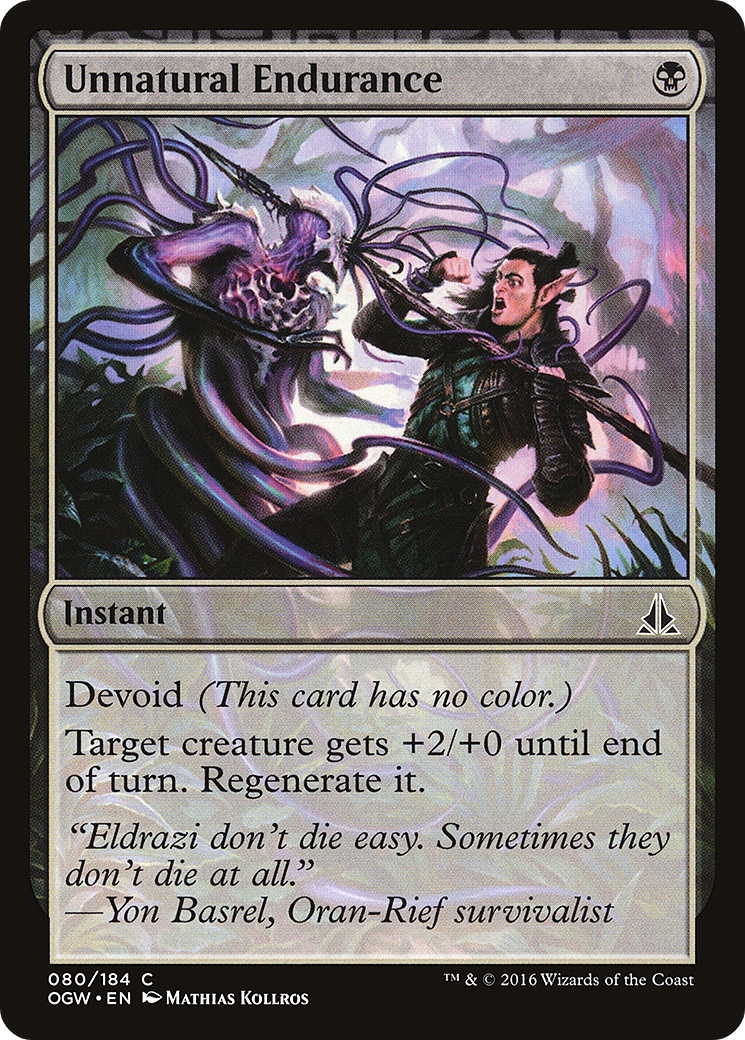 Unnatural Endurance
Instant
Devoid (This card has no color.)
Target creature gets +2/+0 until end
of turn. Regenerate it.
“Eldrazi don’t die easy. Sometimes they
don’t die at all.”
—Yon Basrel, Oran-Rief survivalist
080/184 C
OGW • EN Mathias Kollros
™ & © 2016 Wizards of the Coast